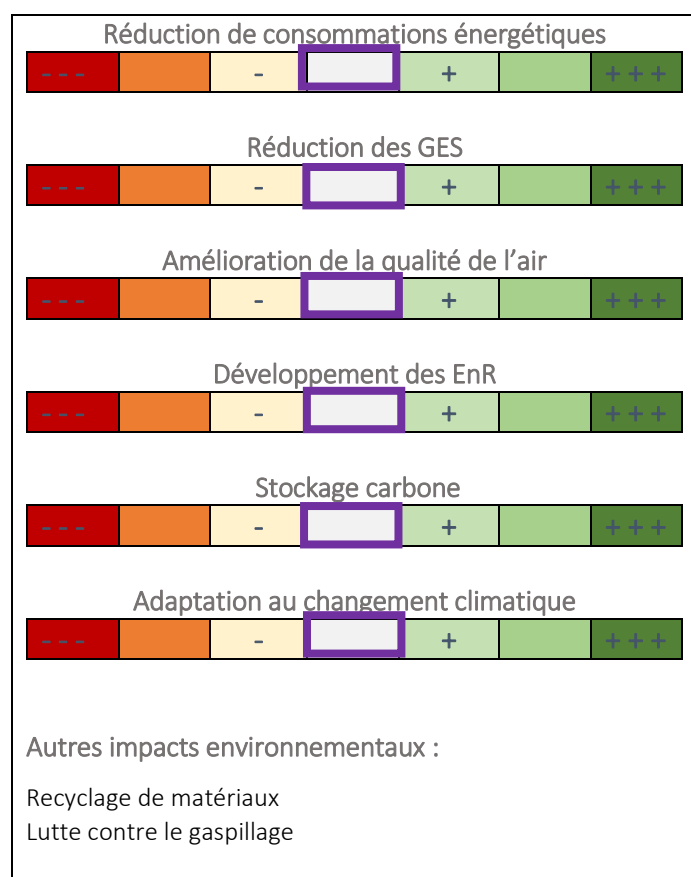 Réduction de consommations énergétiques
- - - - + + + +
Réduction des GES
- - - - + + + +
Amélioration de la qualité de l'air
- - - - + + + +
Développement des EnR
- - - - + + + +
Stockage carbone
- - - - + + + +
Adaptation au changement climatique
- - - - + + + +
Autres impacts environnementaux :
Recyclage de matériaux
Lutte contre le gaspillage